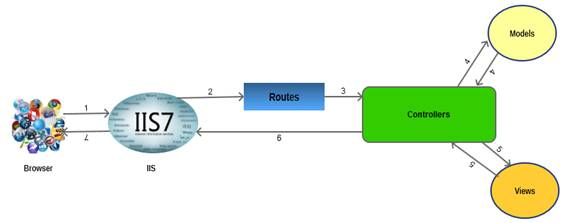 Models
4
4
1
2
Routes
3
IIS7
Controllers
7
6
5
5
Browser
IIS
Views